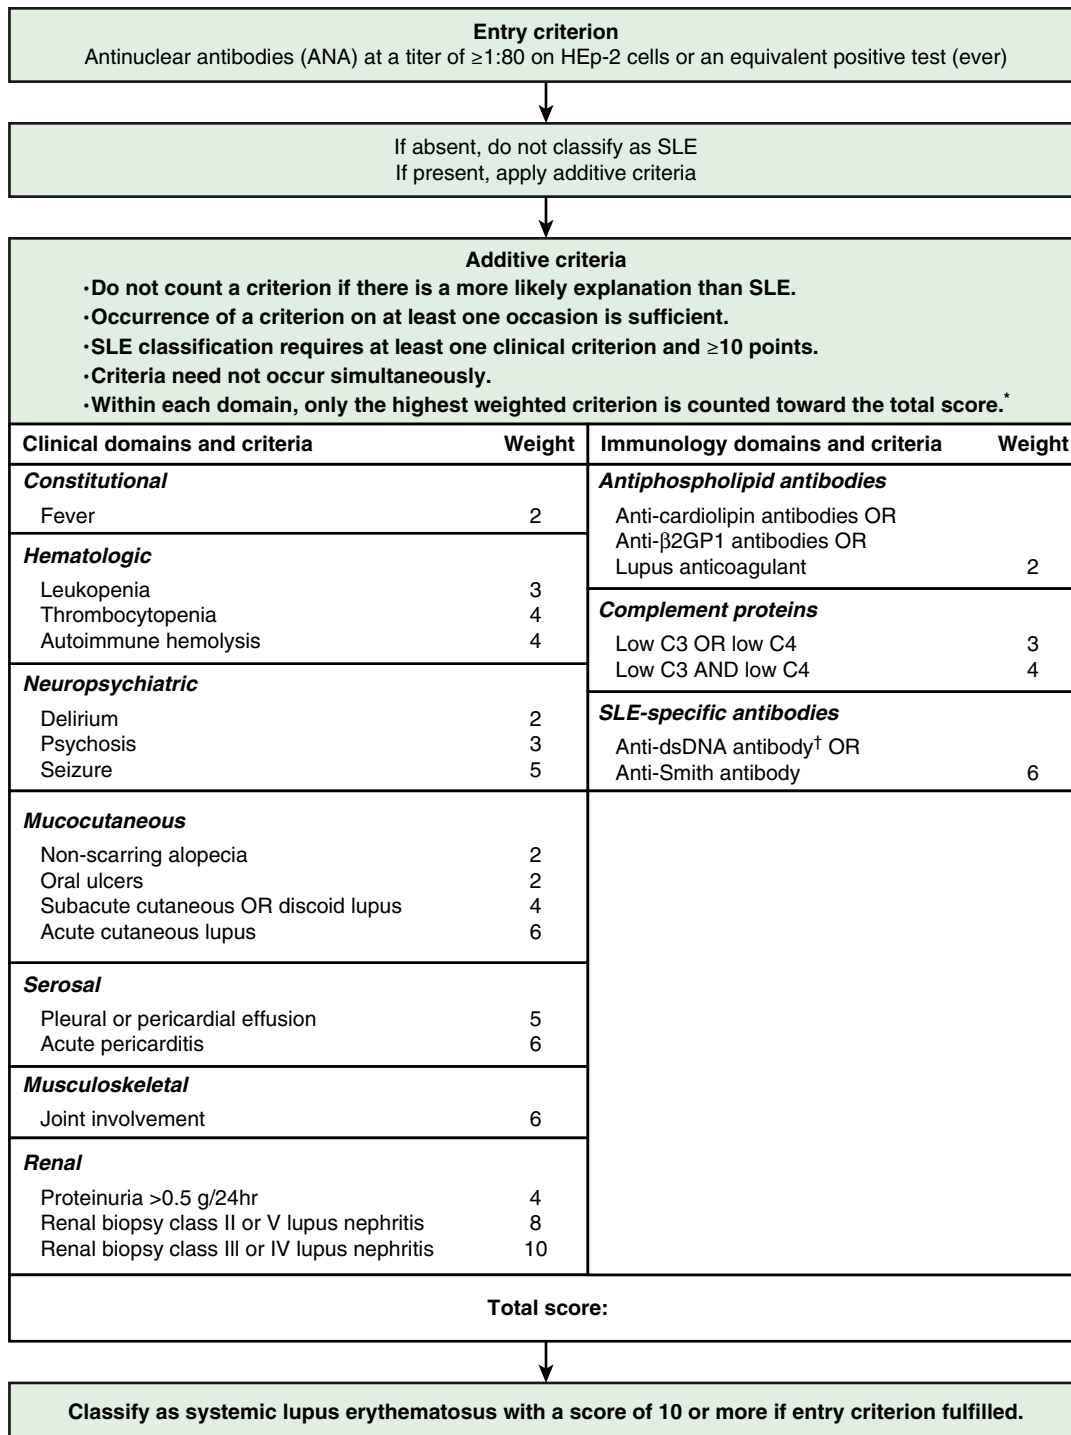 Entry criterion
Antinuclear antibodies (ANA) at a titer of ≥1:80 on HEp-2 cells or an equivalent positive test (ever)
If absent, do not classify as SLE
If present, apply additive criteria
Additive criteria
·Do not count a criterion if there is a more likely explanation than SLE.
·Occurrence of a criterion on at least one occasion is sufficient.
·SLE classification requires at least one clinical criterion and ≥10 points.
·Criteria need not occur simultaneously.
·Within each domain, only the highest weighted criterion is counted toward the total score.*
Clinical domains and criteria Weight
Constitutional
Fever 2
Hematologic
Leukopenia 3
Thrombocytopenia 4
Autoimmune hemolysis 4
Neuropsychiatric
Delirium 2
Psychosis 3
Seizure 5
Mucocutaneous
Non-scarring alopecia 2
Oral ulcers 2
Subacute cutaneous OR discoid lupus 4
Acute cutaneous lupus 6
Serosal
Pleural or pericardial effusion 5
Acute pericarditis 6
Musculoskeletal
Joint involvement 6
Renal
Proteinuria >0.5 g/24hr 4
Renal biopsy class II or V lupus nephritis 8
Renal biopsy class III or IV lupus nephritis 10
Immunology domains and criteria Weight
Antiphospholipid antibodies
Anti-cardiolipin antibodies OR
Anti-β2GP1 antibodies OR
Lupus anticoagulant 2
Complement proteins
Low C3 OR low C4 3
Low C3 AND low C4 4
SLE-specific antibodies
Anti-dsDNA antibody† OR
Anti-Smith antibody 6
Total score:
Classify as systemic lupus erythematosus with a score of 10 or more if entry criterion fulfilled.